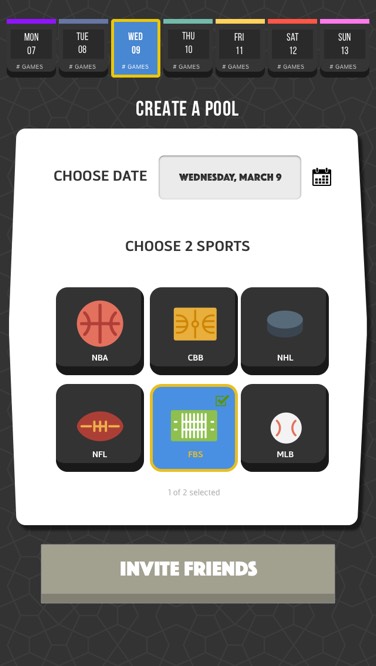 MON TUE WED THU FRI SAT SUN
07 08 09 10 11 12 13
# GAMES # GAMES # GAMES # GAMES # GAMES # GAMES # GAMES
CREATE A POOL
CHOOSE DATE WEDNESDAY, MARCH 9
CHOOSE 2 SPORTS
NBA CBB NHL
NFL FBS MLB
1 of 2 selected
INVITE FRIENDS